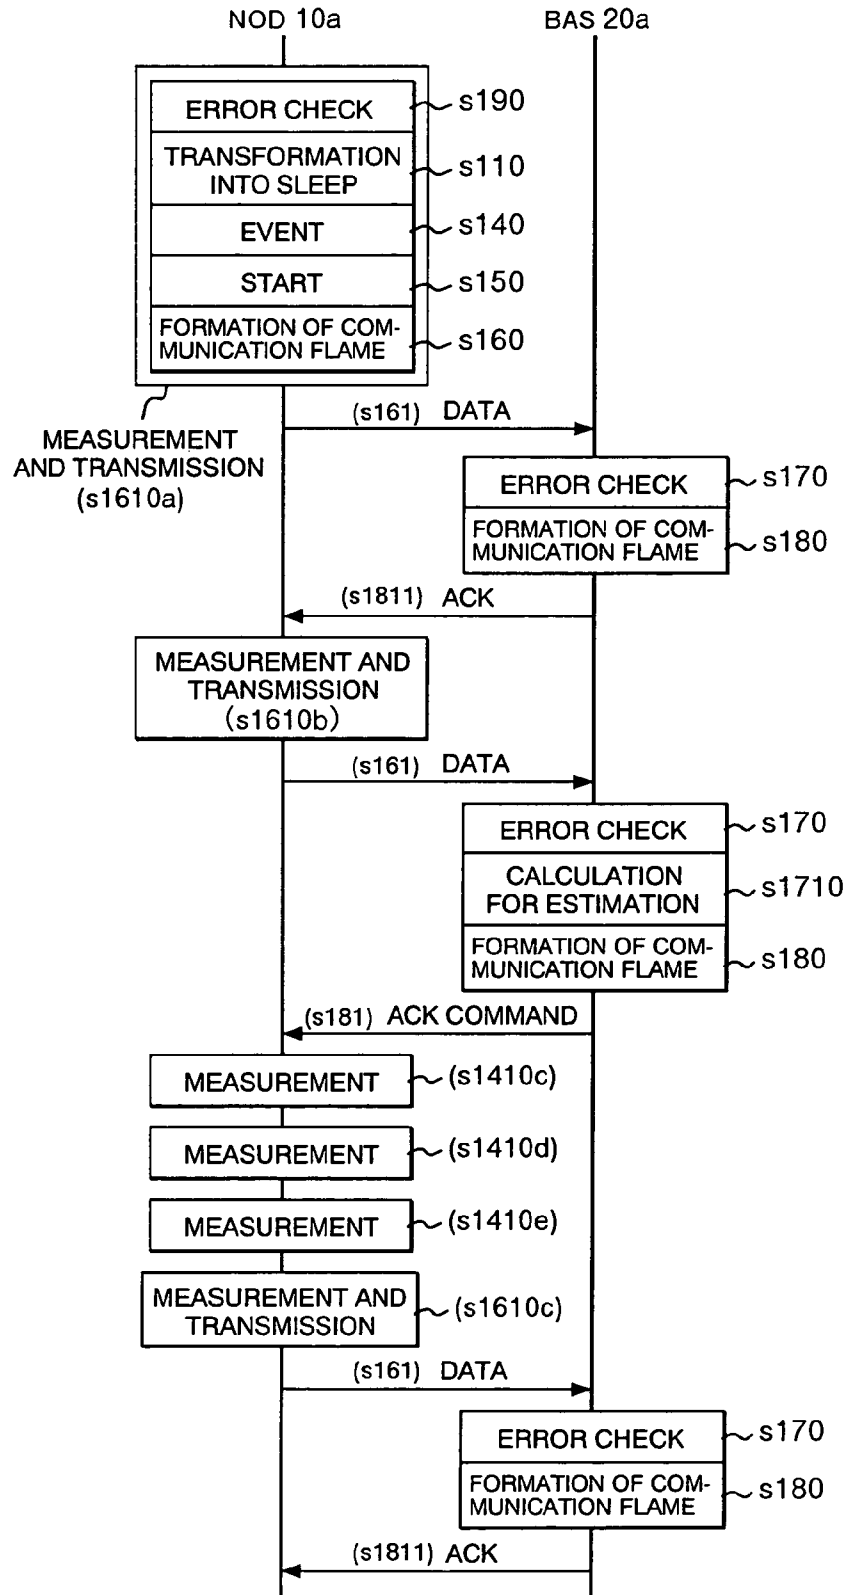 NOD 10a
BAS 20a
ERROR CHECK
s190
TRANSFORMATION
INTO SLEEP
s110
EVENT
s140
START
s150
FORMATION OF COM-
MUNICATION FLAME
s160
(s161) DATA
MEASUREMENT
AND TRANSMISSION
(s1610a)
ERROR CHECK
s170
FORMATION OF COM-
MUNICATION FLAME
s180
(s1811) ACK
MEASUREMENT AND
TRANSMISSION
(s1610b)
(s161) DATA
ERROR CHECK
s170
CALCULATION
FOR ESTIMATION
s1710
FORMATION OF COM-
MUNICATION FLAME
s180
(s181) ACK COMMAND
MEASUREMENT
(s1410c)
MEASUREMENT
(s1410d)
MEASUREMENT
(s1410e)
MEASUREMENT AND
TRANSMISSION
(s1610c)
(s161) DATA
ERROR CHECK
s170
FORMATION OF COM-
MUNICATION FLAME
s180
(s1811) ACK